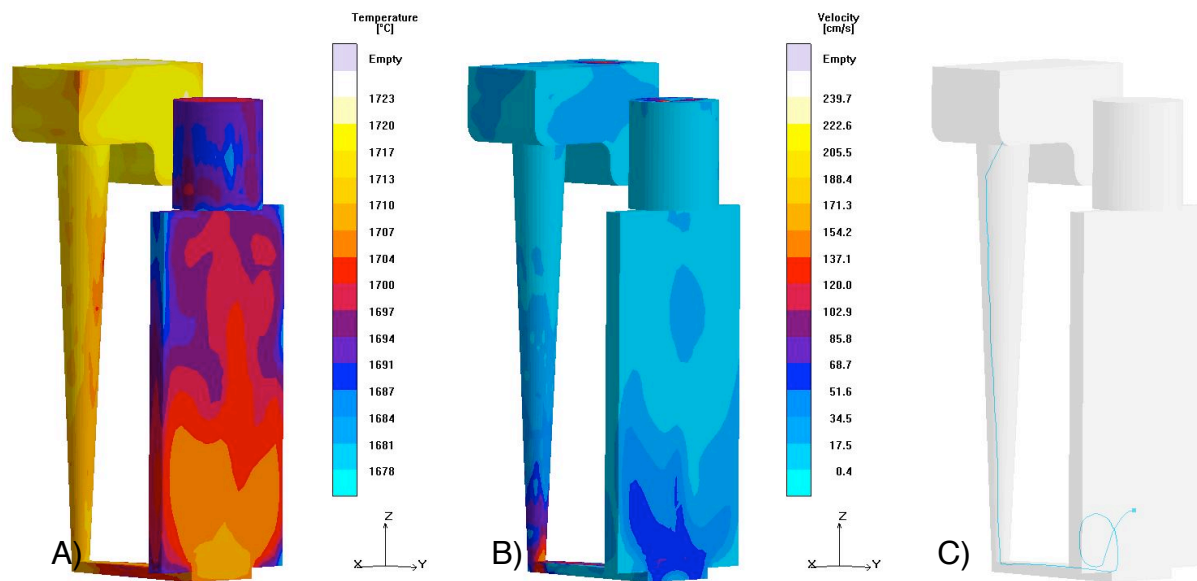 Temperature
[°C]
Empty
1723
1720
1717
1713
1710
1707
1704
1700
1697
1694
1691
1687
1684
1681
1678
Z
X
Y
A)
Velocity
[cm/s]
Empty
239.7
222.6
205.5
188.4
171.3
154.2
137.1
120.0
102.9
85.8
68.7
51.6
34.5
17.5
0.4
Z
X
Y
B)
C)